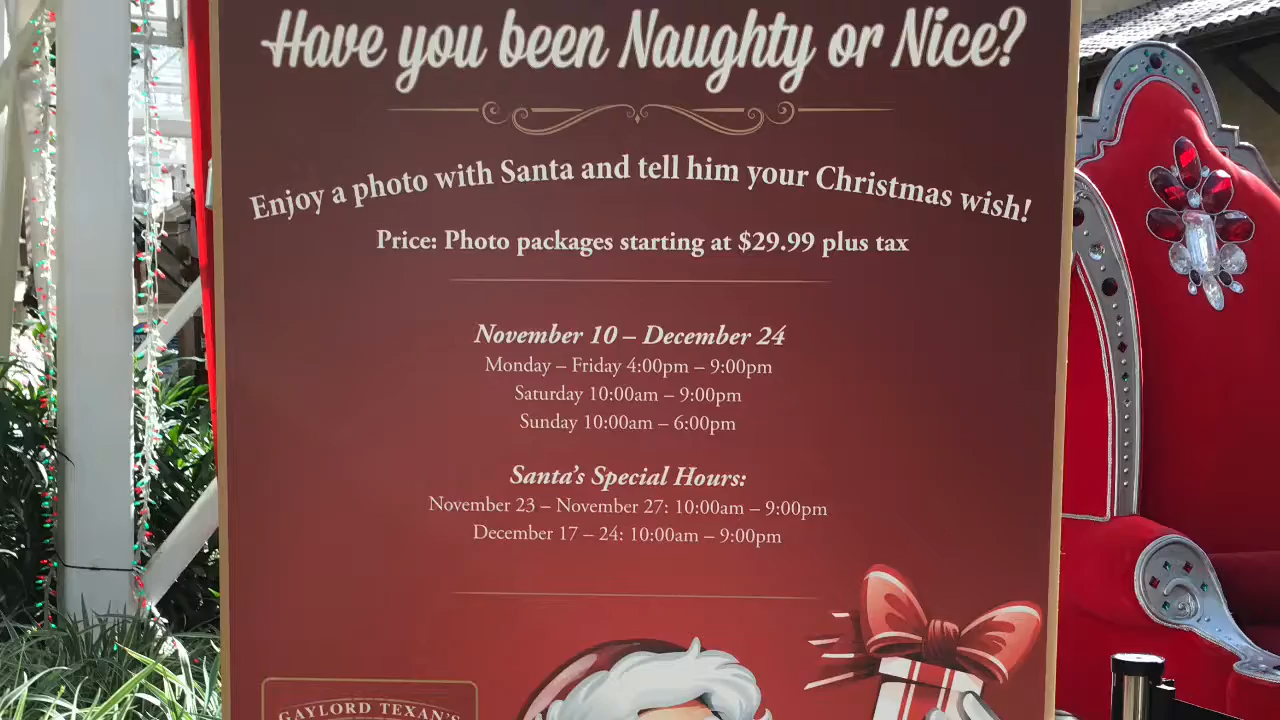 Have you been Naughty or Nice?
Enjoy a photo with Santa and tell him your Christmas wish!
Price: Photo packages starting at $29.99 plus tax
November 10 – December 24
Monday – Friday 4:00pm – 9:00pm
Saturday 10:00am – 9:00pm
Sunday 10:00am – 6:00pm
Santa's Special Hours:
November 23 – November 27: 10:00am – 9:00pm
December 17 – 24: 10:00am – 9:00pm
GAYLORD TEXAN'S